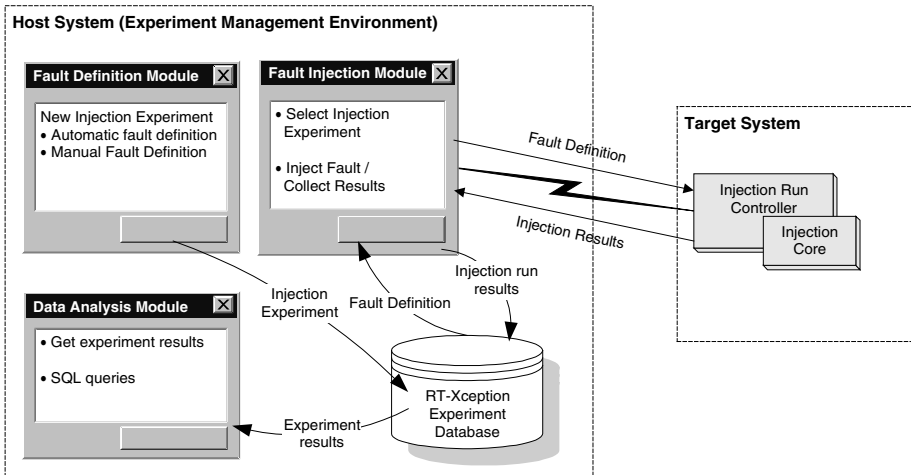 Host System (Experiment Management Environment)
Fault Definition Module X
New Injection Experiment
• Automatic fault definition
• Manual Fault Definition
Fault Injection Module X
• Select Injection
Experiment
• Inject Fault /
Collect Results
Fault Definition
Injection Results
Target System
Injection Run
Controller
Injection
Core
Injection
Experiment
Fault Definition
Injection run
results
Data Analysis Module X
• Get experiment results
• SQL queries
Experiment
results
RT-Xception
Experiment
Database